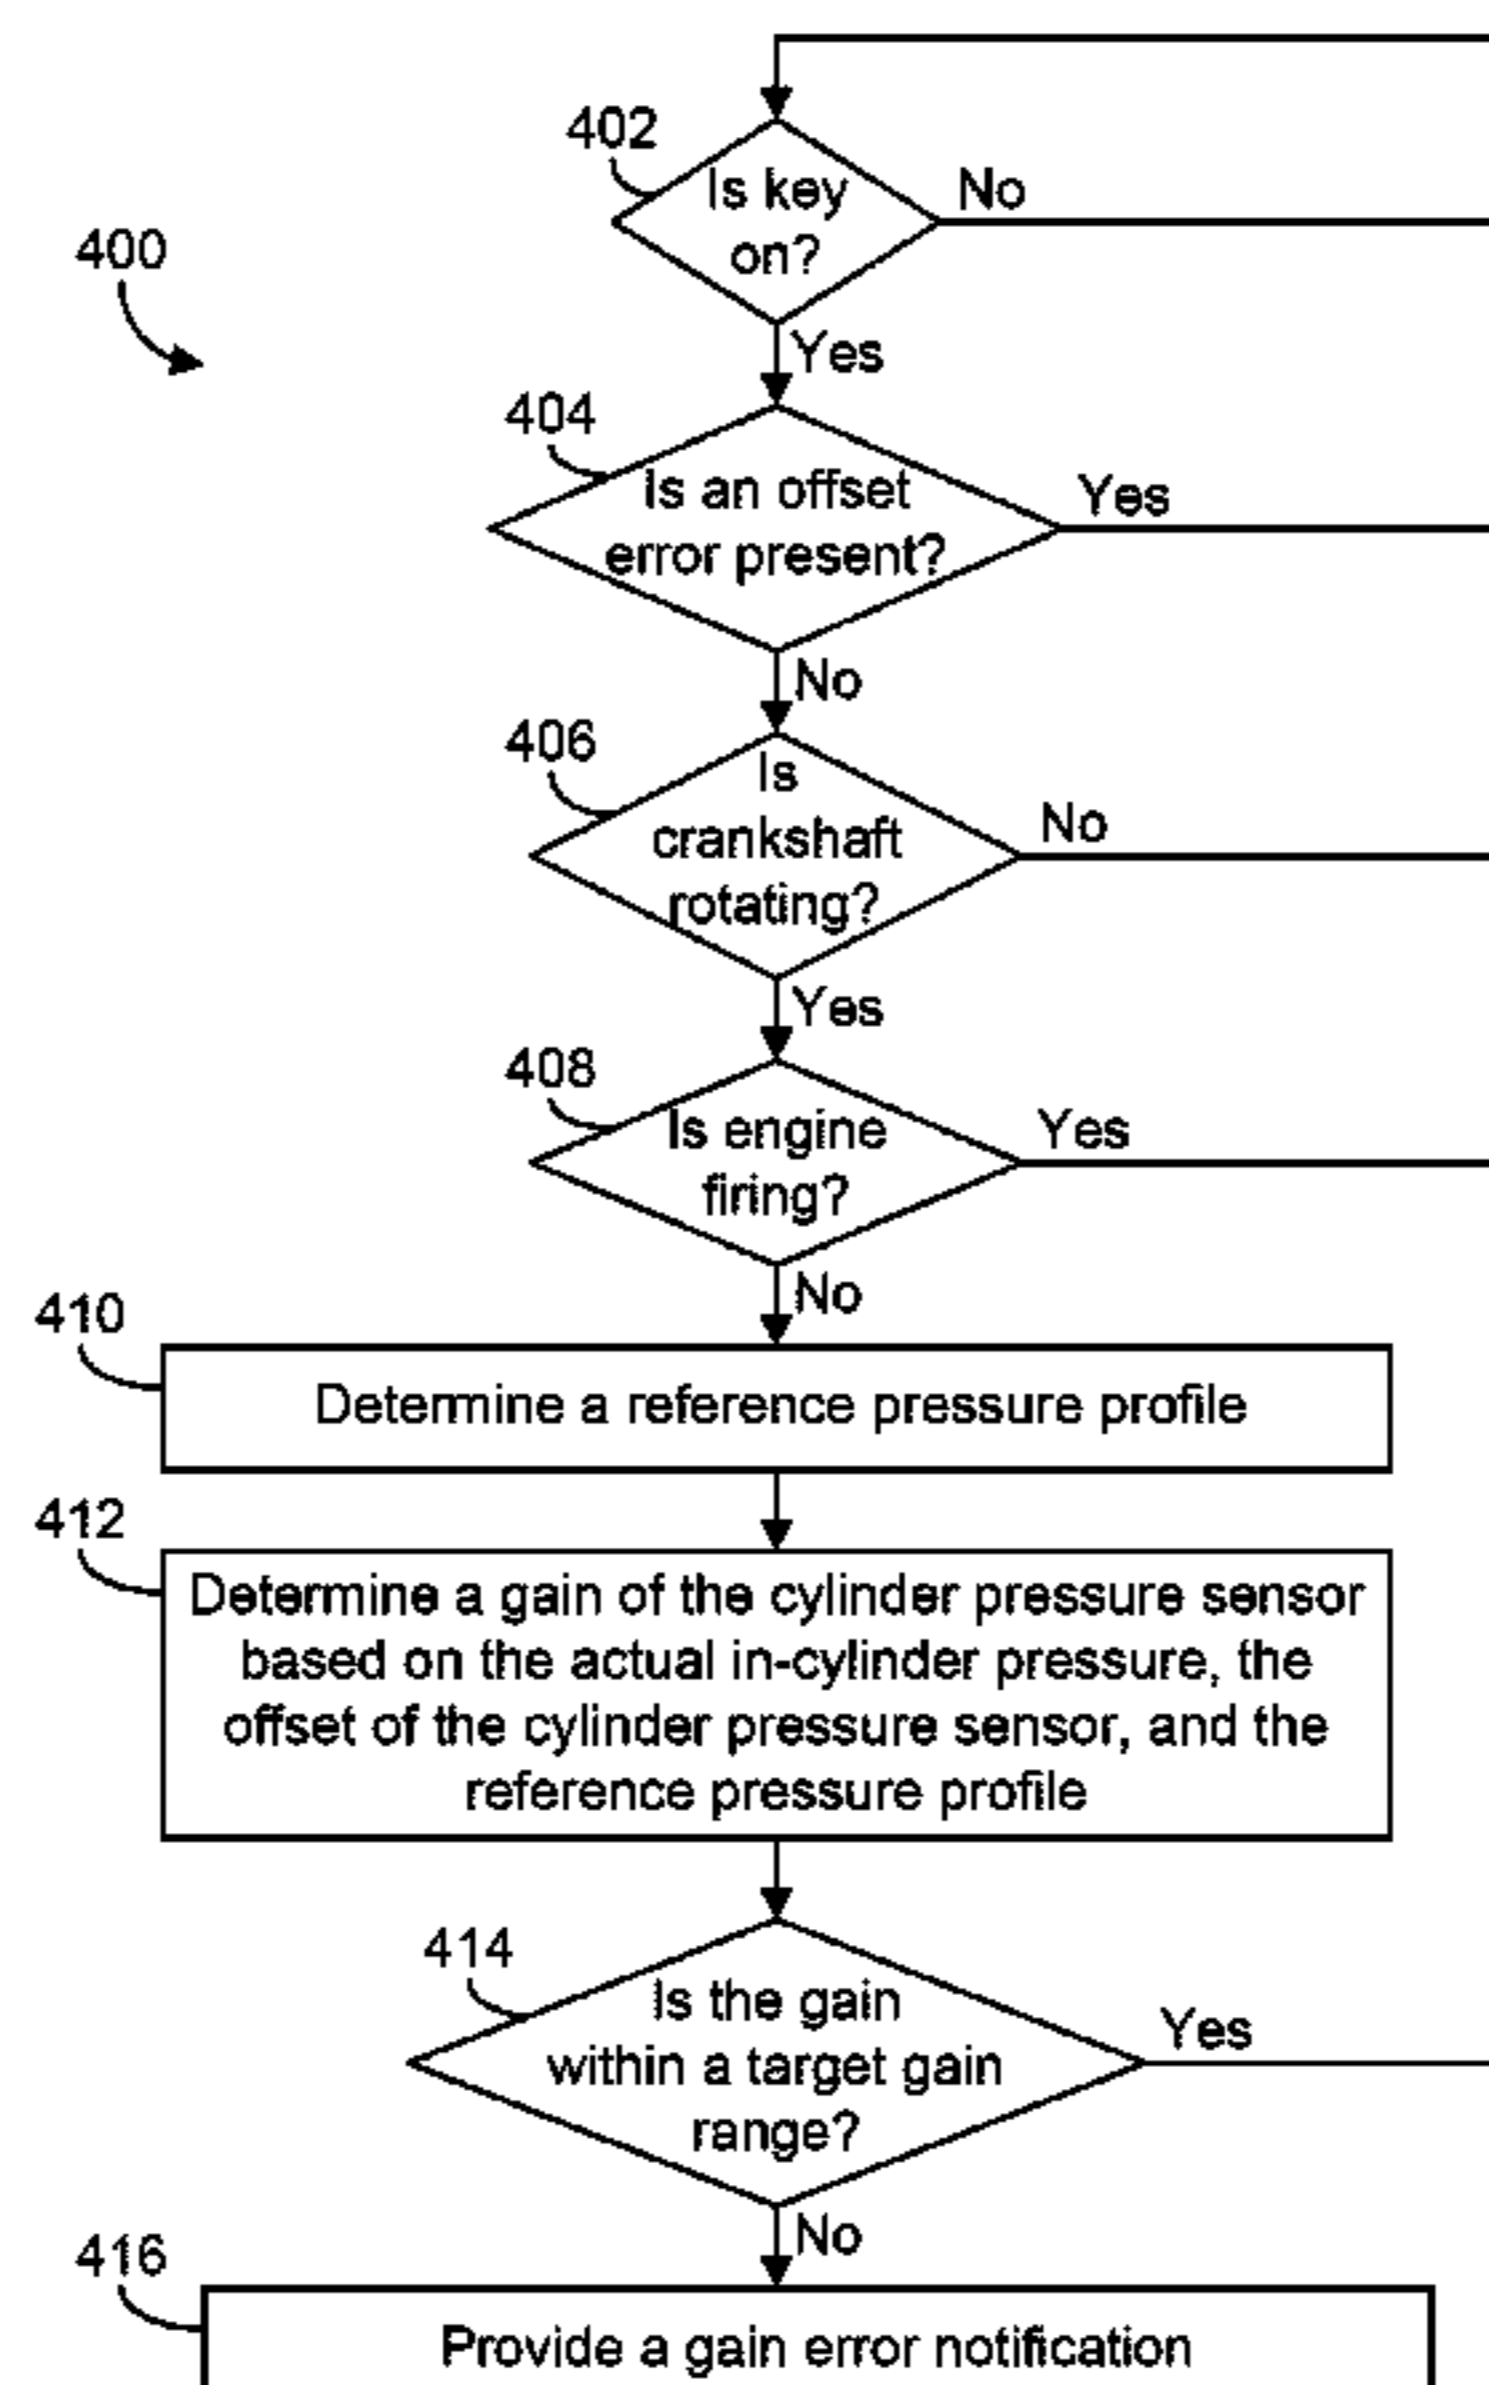 402
Is key
on?
No
400
Yes
404
Is an offset
error present?
Yes
No
406
Is
crankshaft
rotating?
No
Yes
408
Is engine
firing?
Yes
No
410
Determine a reference pressure profile
412
Determine a gain of the cylinder pressure sensor
based on the actual in-cylinder pressure, the
offset of the cylinder pressure sensor, and the
reference pressure profile
414
Is the gain
within a target gain
range?
Yes
No
416
Provide a gain error notification